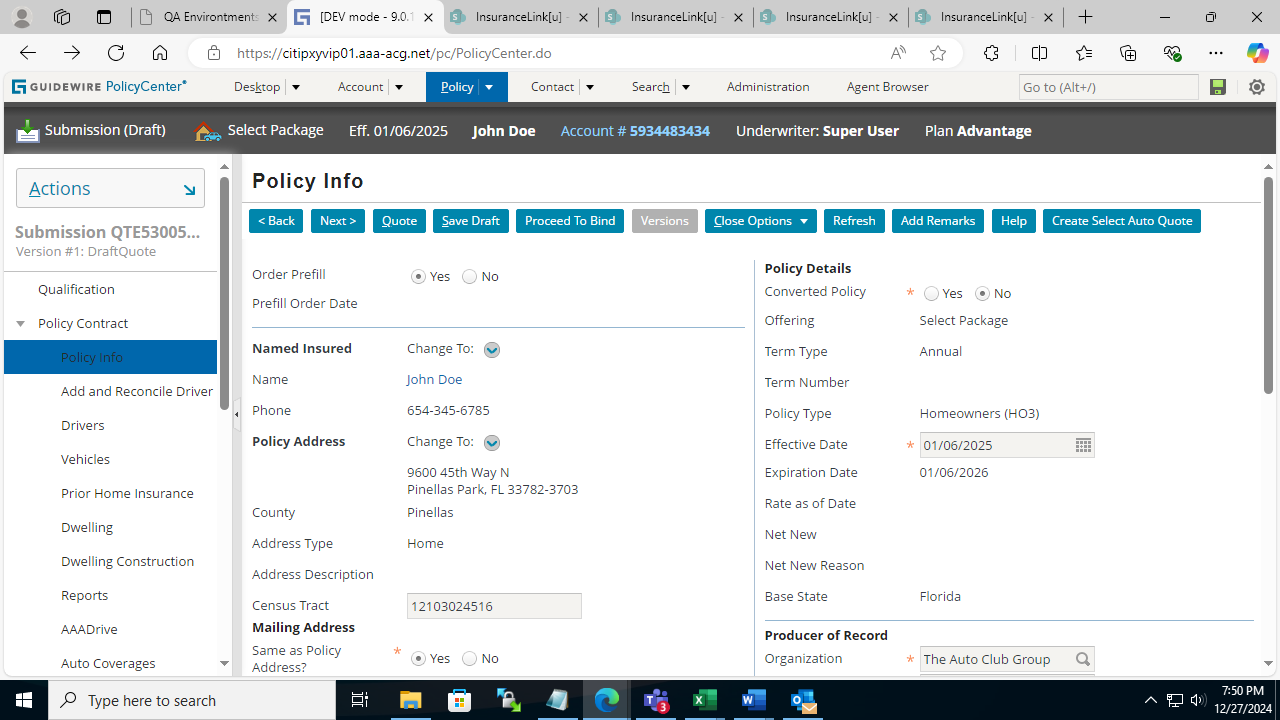 QA Environtments
[DEV mode - 9.0.1
InsuranceLink[u] -
InsuranceLink[u] -
InsuranceLink[u] -
InsuranceLink[u] -
https://citipxyvip01.aaa-acg.net/pc/PolicyCenter.do
GUIDEWIRE PolicyCenter®
Desktop
Account
Policy
Contact
Search
Administration
Agent Browser
Go to (Alt+/)
Submission (Draft)
Select Package
Eff. 01/06/2025
John Doe
Account # 5934483434
Underwriter: Super User
Plan Advantage
Actions
Submission QTE53005...
Version #1: DraftQuote
Qualification
Policy Contract
Policy Info
Add and Reconcile Driver
Drivers
Vehicles
Prior Home Insurance
Dwelling
Dwelling Construction
Reports
AAADrive
Auto Coverages
Policy Info
< Back
Next >
Quote
Save Draft
Proceed To Bind
Versions
Close Options
Refresh
Add Remarks
Help
Create Select Auto Quote
Order Prefill Yes No
Prefill Order Date
Named Insured Change To:
Name John Doe
Phone 654-345-6785
Policy Address Change To:
9600 45th Way N
Pinellas Park, FL 33782-3703
County Pinellas
Address Type Home
Address Description
Census Tract 12103024516
Mailing Address
Same as Policy Address? * Yes No
Policy Details
Converted Policy * Yes No
Offering Select Package
Term Type Annual
Term Number
Policy Type Homeowners (HO3)
Effective Date * 01/06/2025
Expiration Date 01/06/2026
Rate as of Date
Net New
Net New Reason
Base State Florida
Producer of Record
Organization * The Auto Club Group
Type here to search
3
7:50 PM
12/27/2024